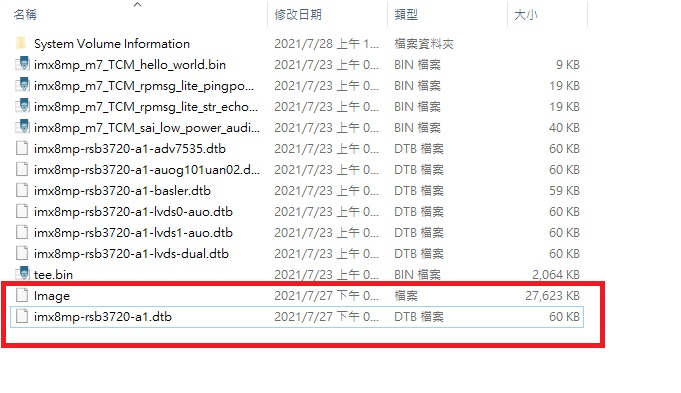 名稱 修改日期 類型 大小
System Volume Information 2021/7/28 上午 1... 檔案資料夾
imx8mp_m7_TCM_hello_world.bin 2021/7/23 上午 0... BIN 檔案 9 KB
imx8mp_m7_TCM_rpmsg_lite_pingpo... 2021/7/23 上午 0... BIN 檔案 19 KB
imx8mp_m7_TCM_rpmsg_lite_str_echo... 2021/7/23 上午 0... BIN 檔案 19 KB
imx8mp_m7_TCM_sai_low_power_audi... 2021/7/23 上午 0... BIN 檔案 40 KB
imx8mp-rsb3720-a1-adv7535.dtb 2021/7/23 上午 0... DTB 檔案 60 KB
imx8mp-rsb3720-a1-auog101uan02.d... 2021/7/23 上午 0... DTB 檔案 60 KB
imx8mp-rsb3720-a1-basler.dtb 2021/7/23 上午 0... DTB 檔案 59 KB
imx8mp-rsb3720-a1-lvds0-auo.dtb 2021/7/23 上午 0... DTB 檔案 60 KB
imx8mp-rsb3720-a1-lvds1-auo.dtb 2021/7/23 上午 0... DTB 檔案 60 KB
imx8mp-rsb3720-a1-lvds-dual.dtb 2021/7/23 上午 0... DTB 檔案 60 KB
tee.bin 2021/7/23 上午 0... BIN 檔案 2,064 KB
Image 2021/7/27 下午 0... 檔案 27,623 KB
imx8mp-rsb3720-a1.dtb 2021/7/27 下午 0... DTB 檔案 60 KB